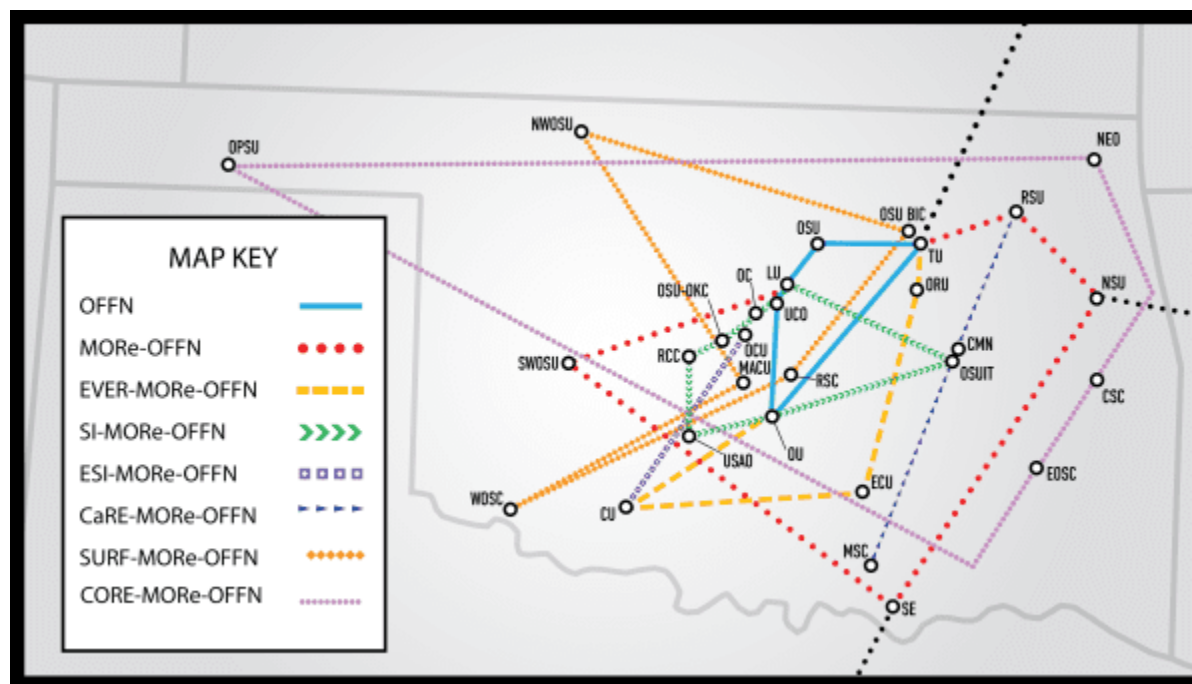 NWOSU
OPSU
NEO
RSU
OSU BIC
OSU
TU
MAP KEY
OFFN
MORe-OFFN
EVER-MORe-OFFN
SI-MORe-OFFN
ESI-MORe-OFFN
CaRE-MORe-OFFN
SURF-MORe-OFFN
CORE-MORe-OFFN
LU
OC
ORU
NSU
OSU-OKC
UCO
OCU
CMN
RCC
SWOSU
MACU
OSUIT
RSC
CSC
OU
USAO
EOSC
ECU
WOSC
CU
MSC
SE